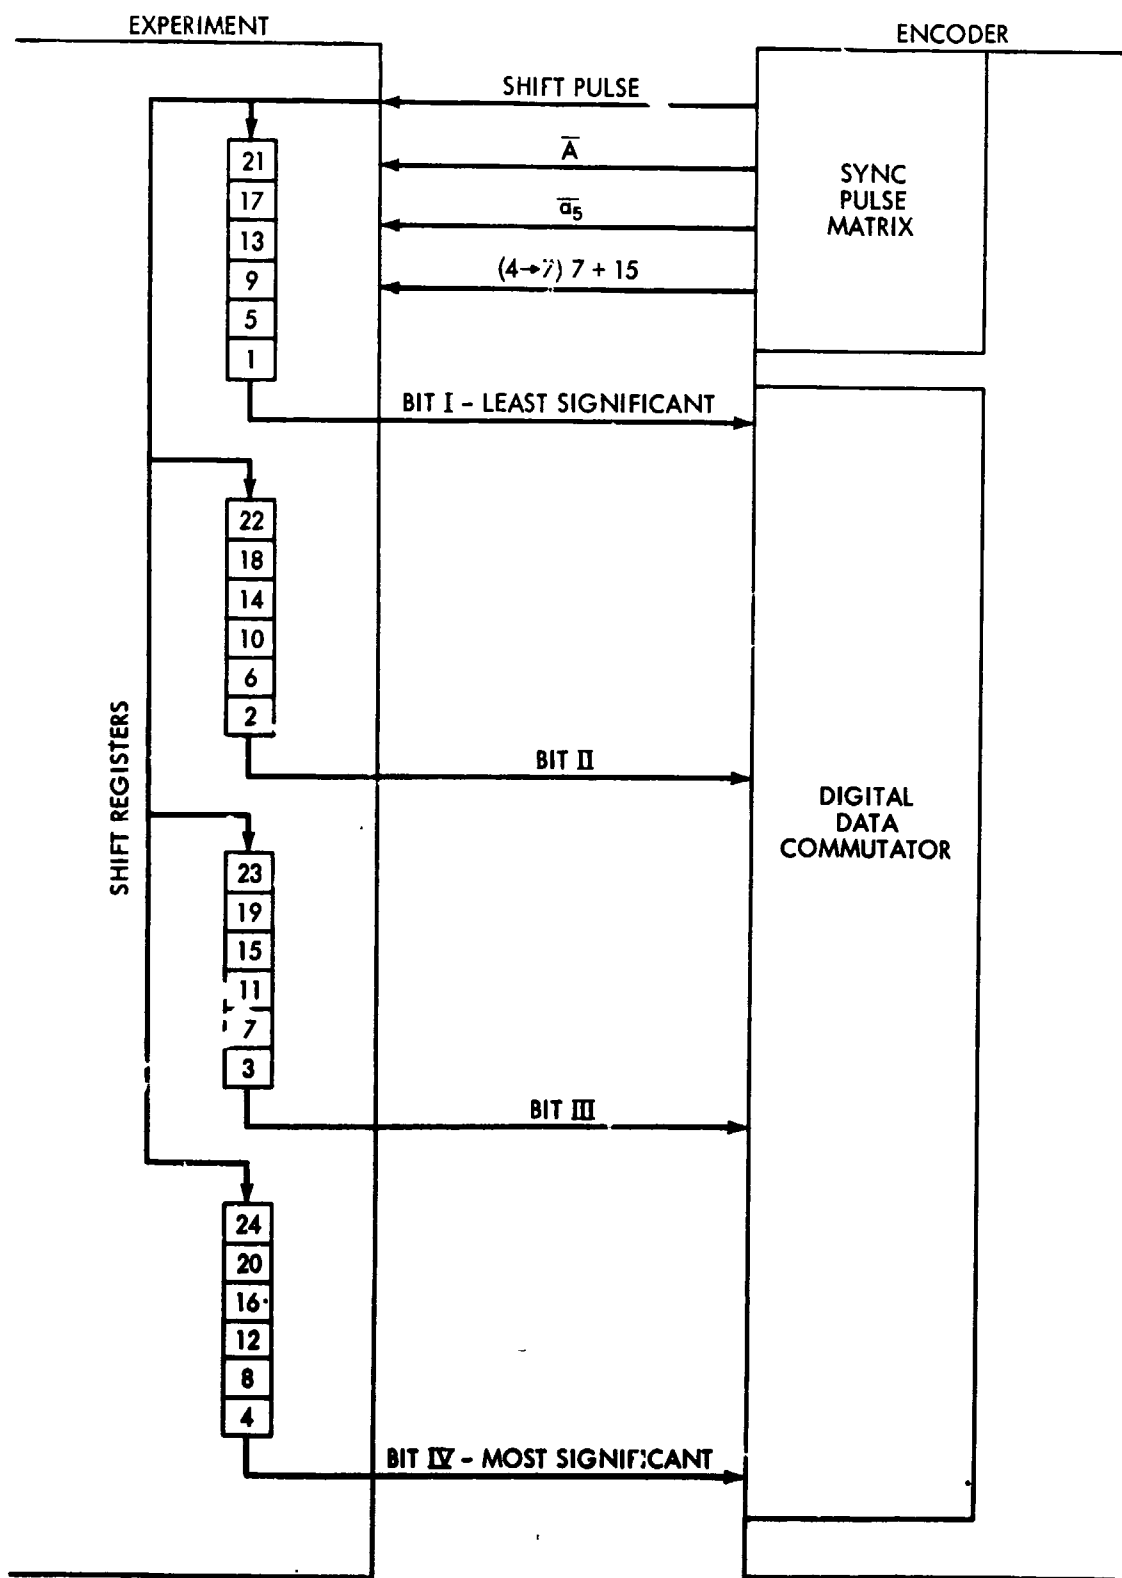 EXPERIMENT
ENCODER
SHIFT PULSE
A̅
a̅₅
(4→7) 7 + 15
SYNC
PULSE
MATRIX
21
17
13
9
5
1
BIT I - LEAST SIGNIFICANT
22
18
14
10
6
2
BIT II
SHIFT REGISTERS
DIGITAL
DATA
COMMUTATOR
23
19
15
11
7
3
BIT III
24
20
16
12
8
4
BIT IV - MOST SIGNIFICANT